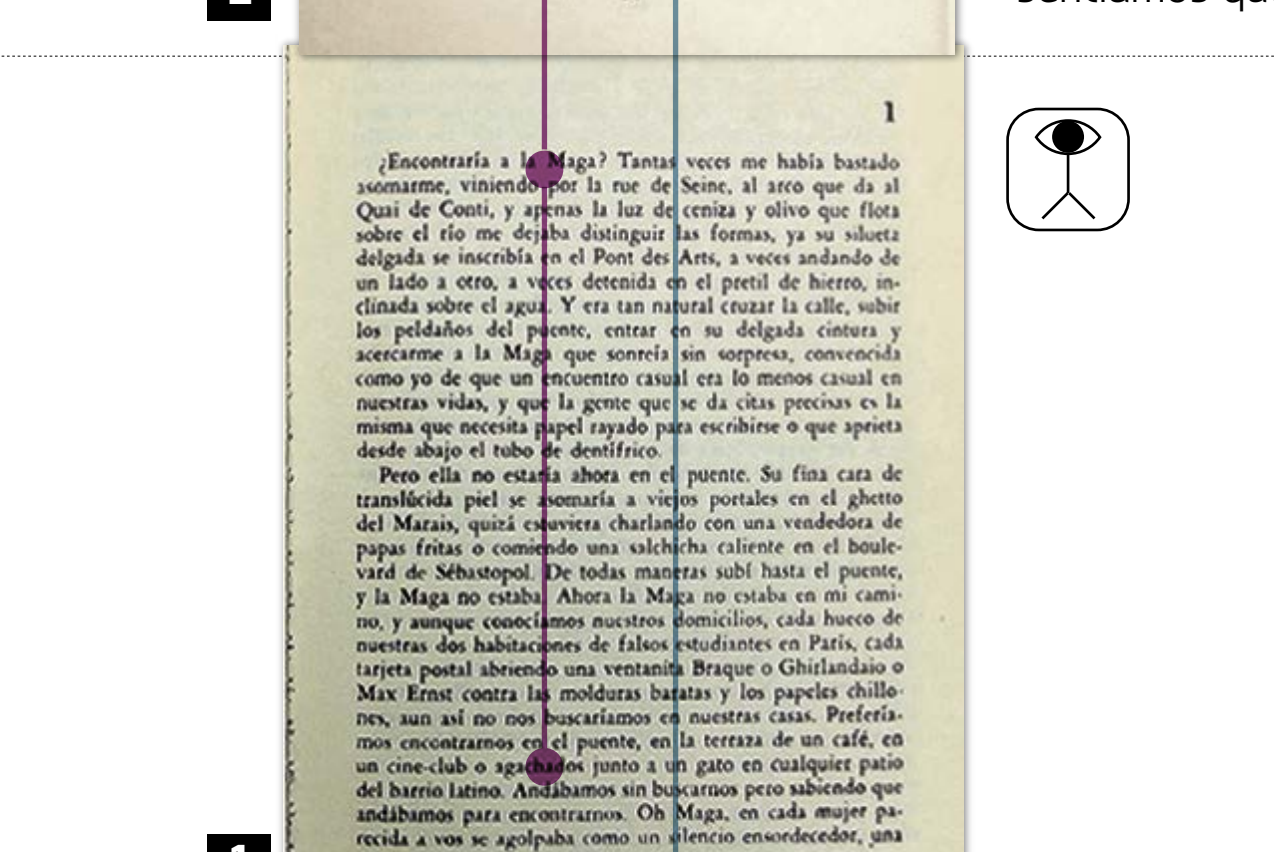 sentíamos
1
¿Encontraría a la Maga? Tantas veces me había bastado
asomarme, viniendo por la rue de Seine, al arco que da al
Quai de Conti, y apenas la luz de ceniza y olivo que flota
sobre el río me dejaba distinguir las formas, ya su silueta
delgada se inscribía en el Pont des Arts, a veces andando de
un lado a otro, a veces detenida en el pretil de hierro, in-
clinada sobre el agua. Y era tan natural cruzar la calle, subir
los peldaños del puente, entrar en su delgada cintura y
acercarme a la Maga que sonreía sin sorpresa, convencida
como yo de que un encuentro casual era lo menos casual en
nuestras vidas, y que la gente que se da citas precisas es la
misma que necesita papel rayado para escribirse o que aprieta
desde abajo el tubo de dentífrico.
Pero ella no estaría ahora en el puente. Su fina cara de
translúcida piel se asomaría a viejos portales en el ghetto
del Marais, quizá estuviera charlando con una vendedora de
papas fritas o comiendo una salchicha caliente en el boule-
vard de Sébastopol. De todas maneras subí hasta el puente,
y la Maga no estaba. Ahora la Maga no estaba en mi cami-
no, y aunque conocíamos nuestros domicilios, cada hueco de
nuestras dos habitaciones de falsos estudiantes en París, cada
tarjeta postal abriendo una ventanita Braque o Ghirlandaio o
Max Ernst contra las molduras baratas y los papeles chillo-
nes, aun así no nos buscaríamos en nuestras casas. Prefería-
mos encontrarnos en el puente, en la terraza de un café, en
un cine-club o agachados junto a un gato en cualquier patio
del barrio latino. Andábamos sin buscarnos pero sabiendo que
andábamos para encontrarnos. Oh Maga, en cada mujer pa-
recida a vos se agolpaba como un silencio ensordecedor, una